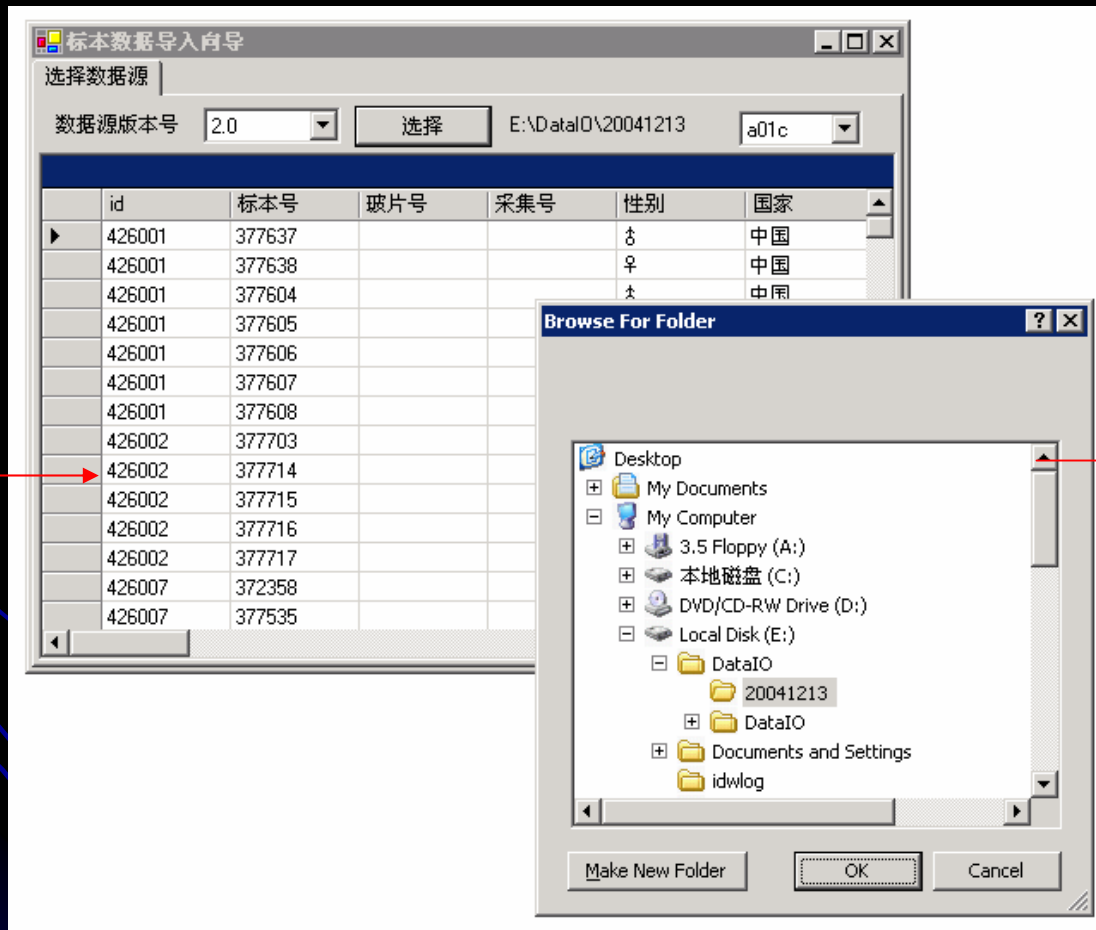 标本数据导入向导
选择数据源
数据源版本号 2.0 选择 E:\DataIO\20041213 a01c
id 标本号 玻片号 采集号 性别 国家
426001 377637 ♁ 中国
426001 377638 ♀ 中国
426001 377604 中国
426001 377605
426001 377606
426001 377607
426001 377608
426002 377703
426002 377714
426002 377715
426002 377716
426002 377717
426007 372358
426007 377535
Browse For Folder
Desktop
My Documents
My Computer
3.5 Floppy (A:)
本地磁盘 (C:)
DVD/CD-RW Drive (D:)
Local Disk (E:)
DataIO
20041213
DataIO
Documents and Settings
idwlog
Make New Folder OK Cancel